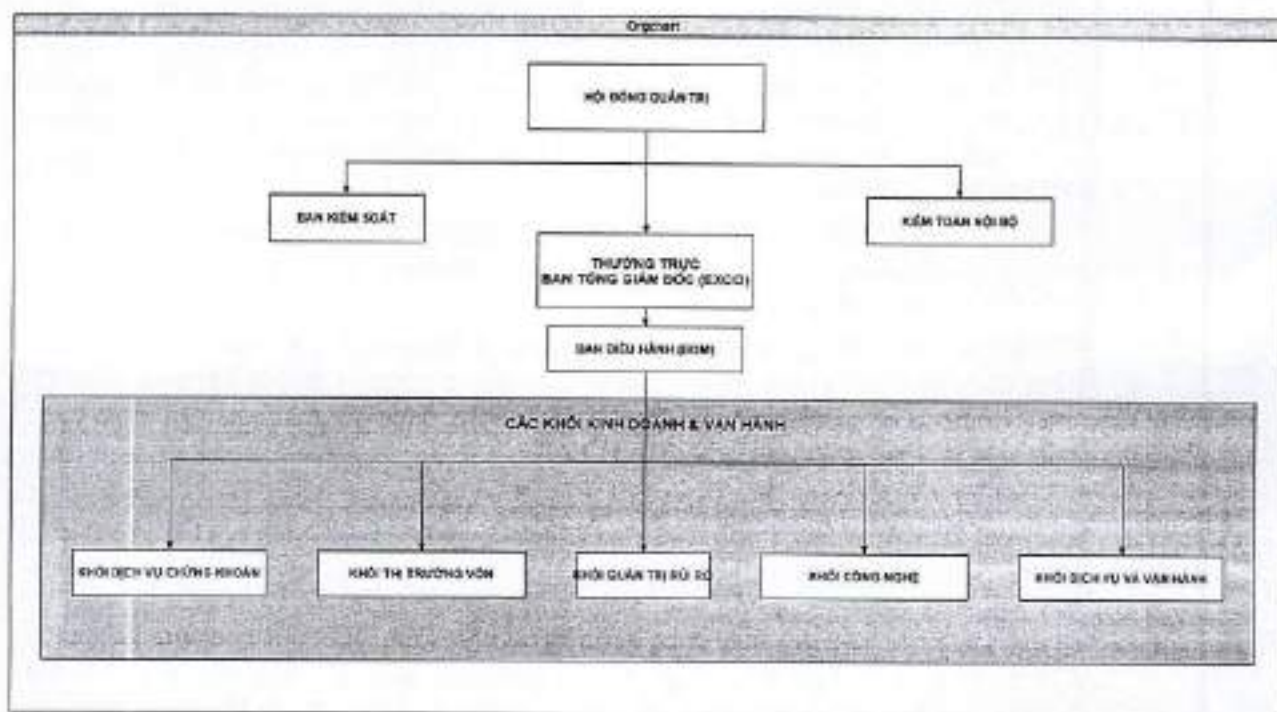 Orgchart
HỘI ĐỒNG QUẢN TRỊ
BAN KIỂM SOÁT
KIỂM TOÁN NỘI BỘ
THƯỜNG TRỰC
BAN TỔNG GIÁM ĐỐC (EXCO)
BAN ĐIỀU HÀNH (BOM)
CÁC KHỐI KINH DOANH & VẬN HÀNH
KHỐI DỊCH VỤ CHỨNG KHOÁN
KHỐI THỊ TRƯỜNG VỐN
KHỐI QUẢN TRỊ RỦI RO
KHỐI CÔNG NGHỆ
KHỐI DỊCH VỤ VÀ VẬN HÀNH